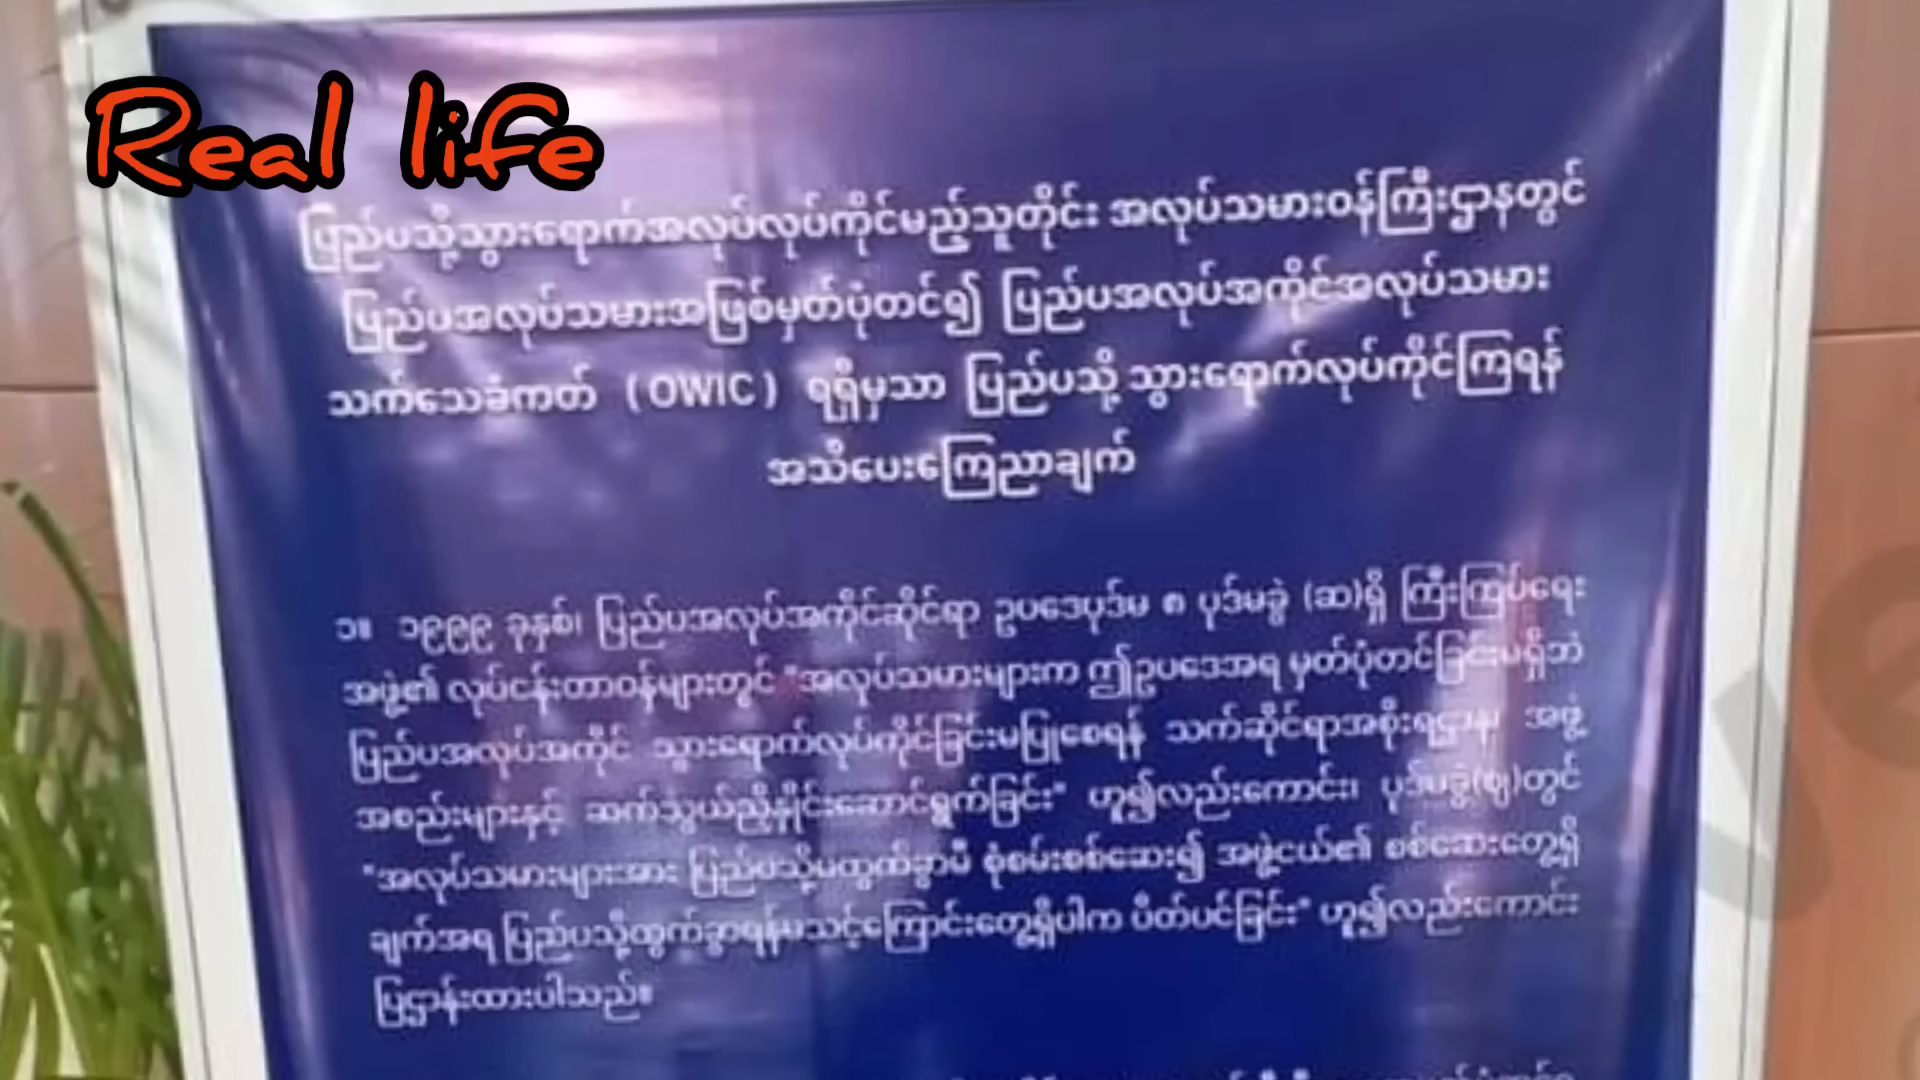 Real life
ပြည်ပသို့သွားရောက်အလုပ်လုပ်ကိုင်မည့်သူတိုင်း အလုပ်သမားဝန်ကြီးဌာနတွင်
ပြည်ပအလုပ်သမားအဖြစ်မှတ်ပုံတင်၍ ပြည်ပအလုပ်အကိုင်အလုပ်သမား
သက်သေခံကတ် (OWIC) ရရှိမှသာ ပြည်ပသို့ သွားရောက်လုပ်ကိုင်ကြရန်
အသိပေးကြေညာချက်
၁။ ၁၉၉၉ ခုနှစ်၊ ပြည်ပအလုပ်အကိုင်ဆိုင်ရာ ဥပဒေပုဒ်မ ၈ ပုဒ်မခွဲ (ဆ)ရှိ ကြီးကြပ်ရေး
အဖွဲ့၏ လုပ်ငန်းတာဝန်များတွင် "အလုပ်သမားများက ဤဥပဒေအရ မှတ်ပုံတင်ခြင်းမရှိဘဲ
ပြည်ပအလုပ်အကိုင် သွားရောက်လုပ်ကိုင်ခြင်းမပြုစေရန် သက်ဆိုင်ရာအစိုးရဌာန၊ အဖွဲ့
အစည်းများနှင့် ဆက်သွယ်ညှိနှိုင်းဆောင်ရွက်ခြင်း" ဟူ၍လည်းကောင်း၊ ပုဒ်မခွဲ(ဈ)တွင်
"အလုပ်သမားများအား ပြည်ပသို့မထွက်ခွာမီ စုံစမ်းစစ်ဆေး၍ အဖွဲ့ငယ်၏ စစ်ဆေးတွေ့ရှိ
ချက်အရ ပြည်ပသို့ထွက်ခွာရန်မသင့်ကြောင်းတွေ့ရှိပါက ပိတ်ပင်ခြင်း" ဟူ၍လည်းကောင်း
ပြဋ္ဌာန်းထားပါသည်။